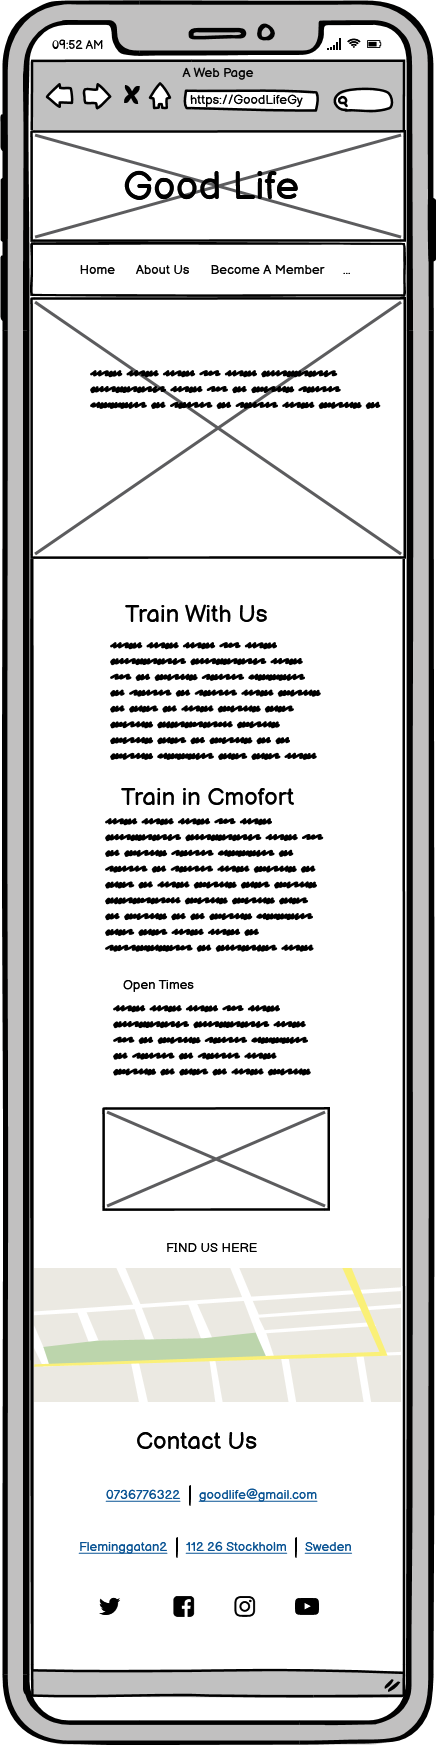 09:52 AM
A Web Page
https://GoodLifeGy
Good Life
Home About Us Become A Member ...
Train With Us
Train in Cmofort
Open Times
FIND US HERE
Contact Us
0736776322 | goodlife@gmail.com
Fleminggatan2 | 112 26 Stockholm | Sweden